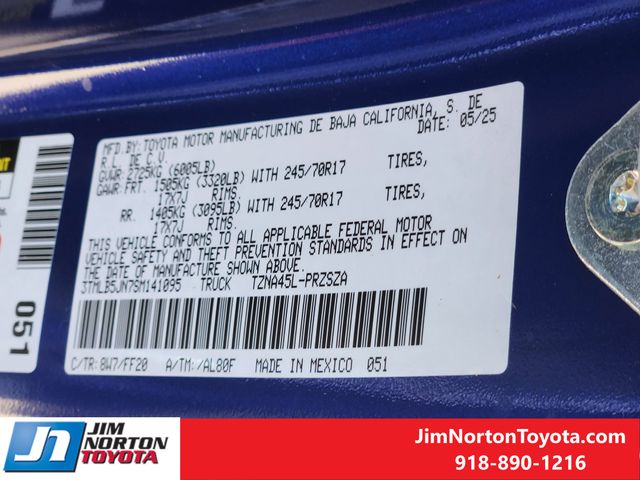 MFD. BY: TOYOTA MOTOR MANUFACTURING DE BAJA CALIFORNIA, S. DE
R.L. DE C.V. DATE: 05/25
GVWR: 2725KG (6005LB)
GAWR: FRT. 1505KG (3320LB) WITH 245/70R17 TIRES,
17X7J RIMS
RR. 1405KG (3095LB) WITH 245/70R17 TIRES,
17X7J RIMS.
THIS VEHICLE CONFORMS TO ALL APPLICABLE FEDERAL MOTOR
VEHICLE SAFETY AND THEFT PREVENTION STANDARDS IN EFFECT ON
THE DATE OF MANUFACTURE SHOWN ABOVE.
3TMLB5JN7SM141095 TRUCK TZNA45L-PRZSZA
C/TR: 8W7/FF20 A/TM: /AL80F MADE IN MEXICO 051
051
JIM
NORTON
TOYOTA
JimNortonToyota.com
918-890-1216